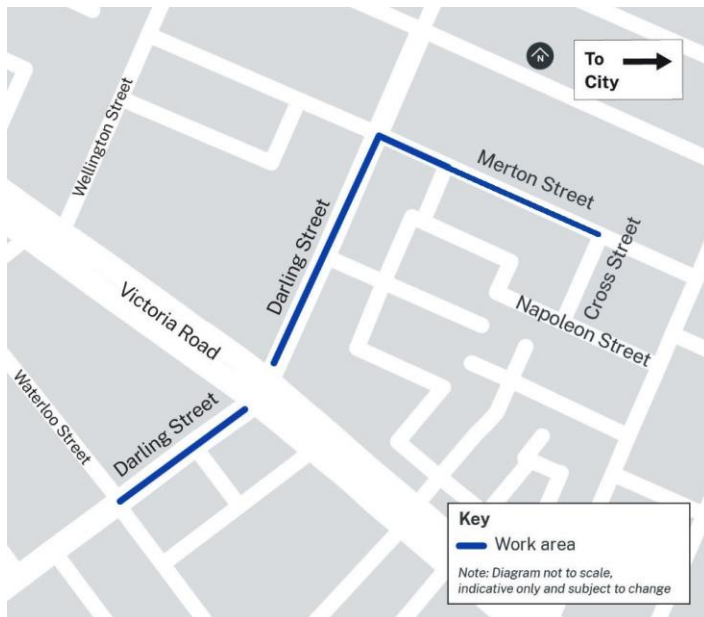 To
City
N
Wellington Street
Merton Street
Darling Street
Cross Street
Napoleon Street
Victoria Road
Waterloo Street
Darling Street
Key
Work area
Note: Diagram not to scale,
indicative only and subject to change